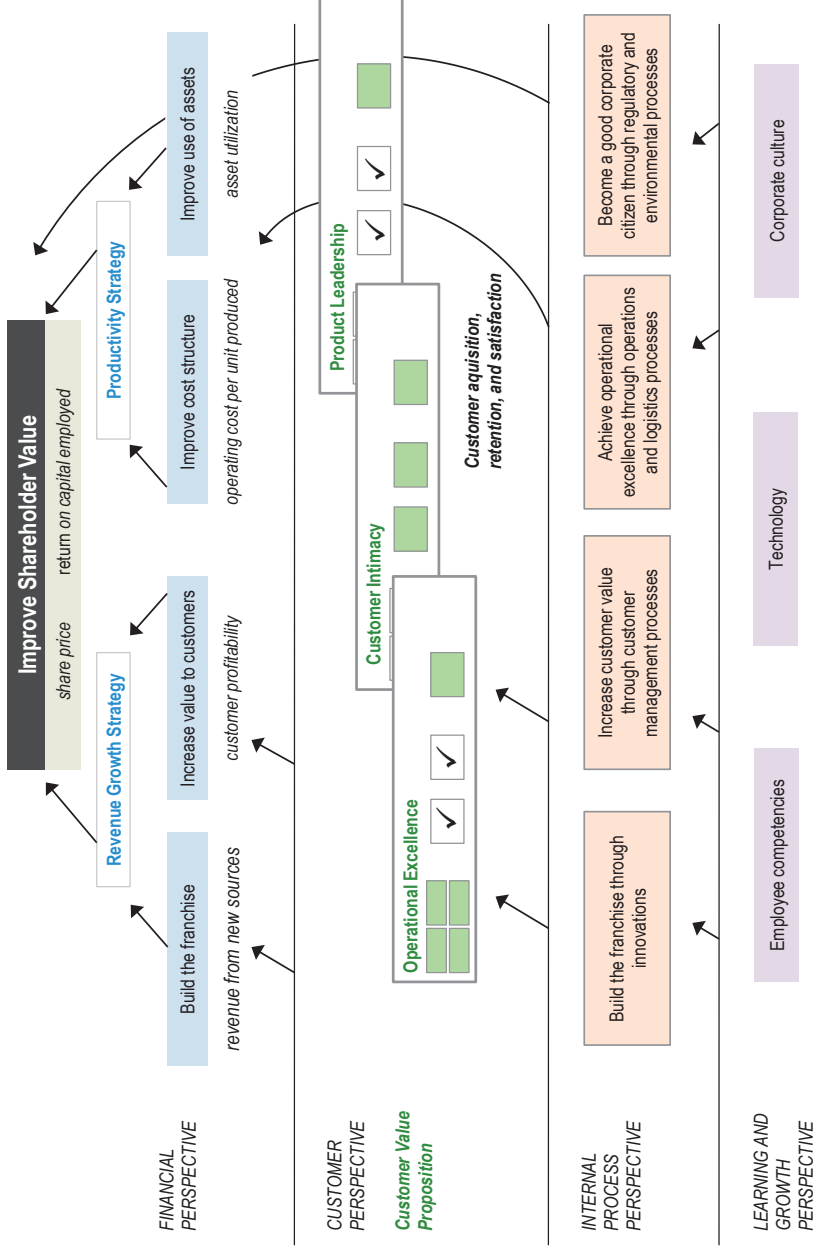 Improve Shareholder Value
share price
return on capital employed
Revenue Growth Strategy
Productivity Strategy
FINANCIAL
PERSPECTIVE
Build the franchise
Increase value to customers
Improve cost structure
Improve use of assets
revenue from new sources
customer profitability
operating cost per unit produced
asset utilization
CUSTOMER
PERSPECTIVE
Customer Value
Proposition
Operational Excellence
Customer Intimacy
Product Leadership
Customer aquisition,
retention, and satisfaction
INTERNAL
PROCESS
PERSPECTIVE
Build the franchise through
innovations
Increase customer value
through customer
management processes
Achieve operational
excellence through operations
and logistics processes
Become a good corporate
citizen through regulatory and
environmental processes
LEARNING AND
GROWTH
PERSPECTIVE
Employee competencies
Technology
Corporate culture